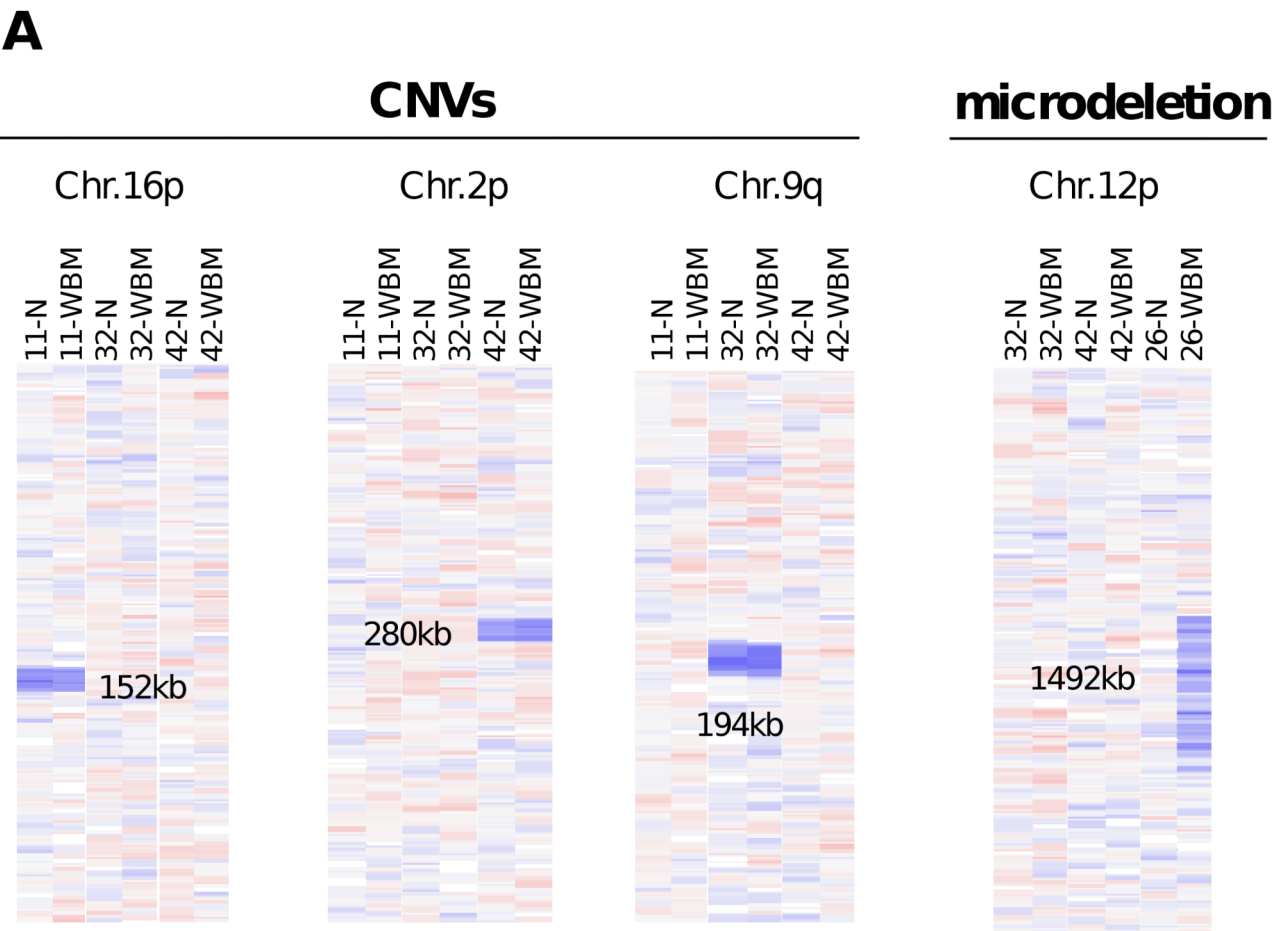 A
CNVs
microdeletion
Chr.16p
Chr.2p
Chr.9q
Chr.12p
11-N
11-WBM
32-N
32-WBM
42-N
42-WBM
11-N
11-WBM
32-N
32-WBM
42-N
42-WBM
11-N
11-WBM
32-N
32-WBM
42-N
42-WBM
32-N
32-WBM
42-N
42-WBM
26-N
26-WBM
152kb
280kb
194kb
1492kb